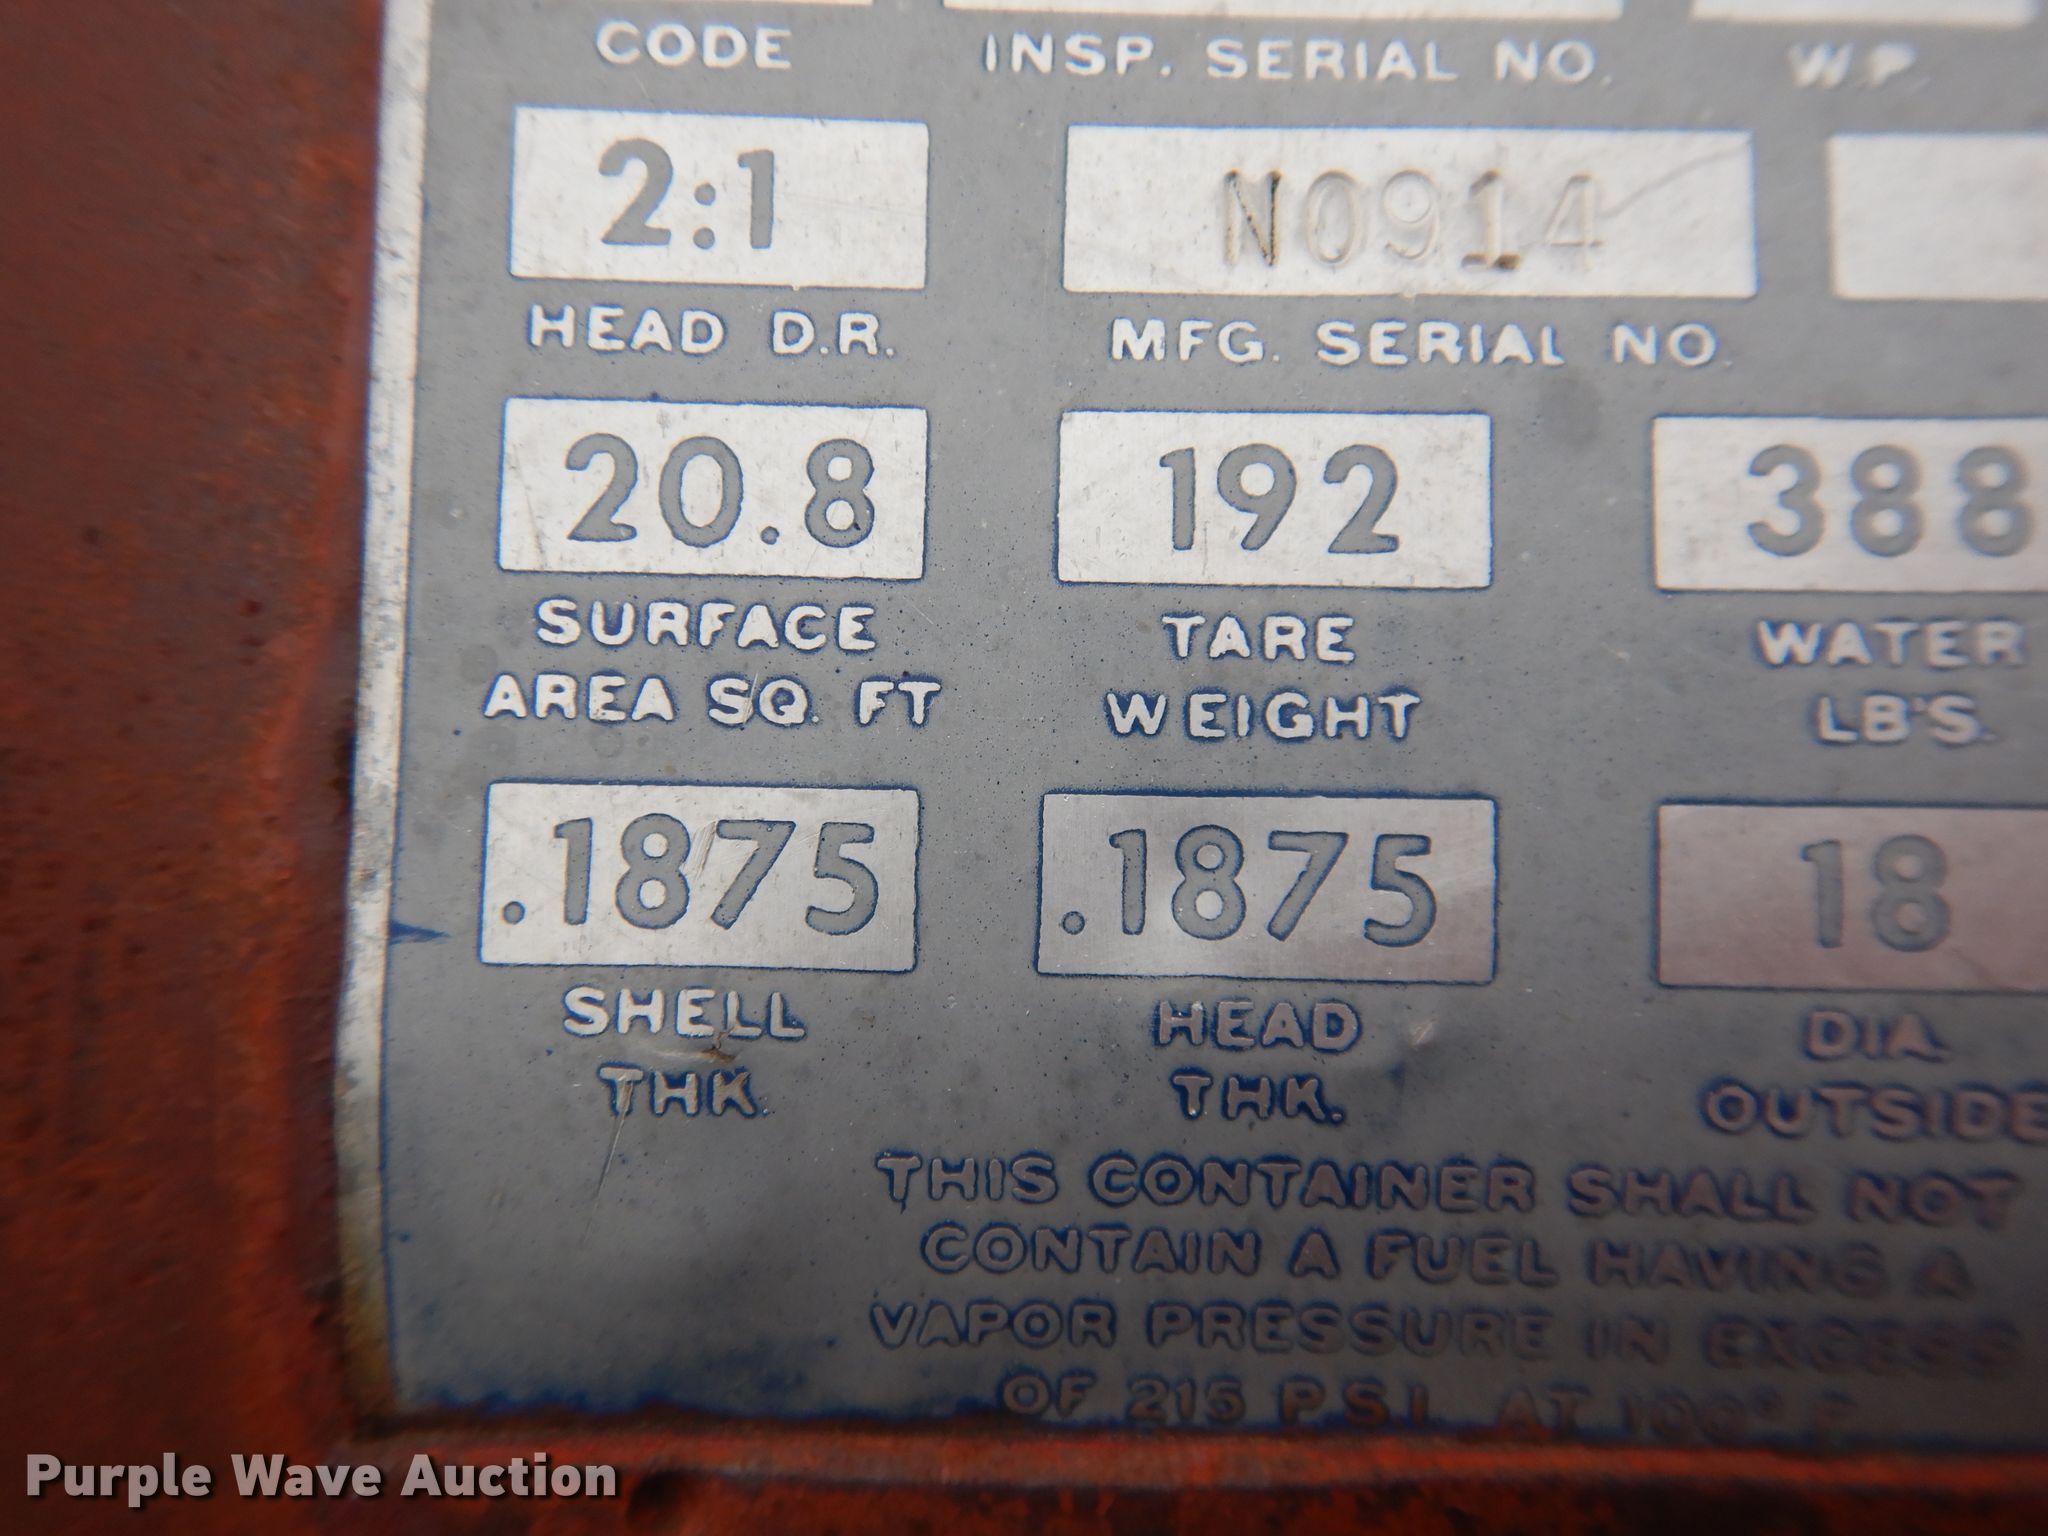 CODE INSP. SERIAL NO. W.P.
2:1 N0914
HEAD D.R. MFG. SERIAL NO.
20.8 192 388
SURFACE TARE WATER
AREA SQ. FT WEIGHT LB'S.
.1875 .1875 18
SHELL HEAD DIA.
THK. THK. OUTSIDE
THIS CONTAINER SHALL NOT
CONTAIN A FUEL HAVING A
VAPOR PRESSURE IN EXCESS
OF 215 P.S.I. AT 100° F
Purple Wave Auction